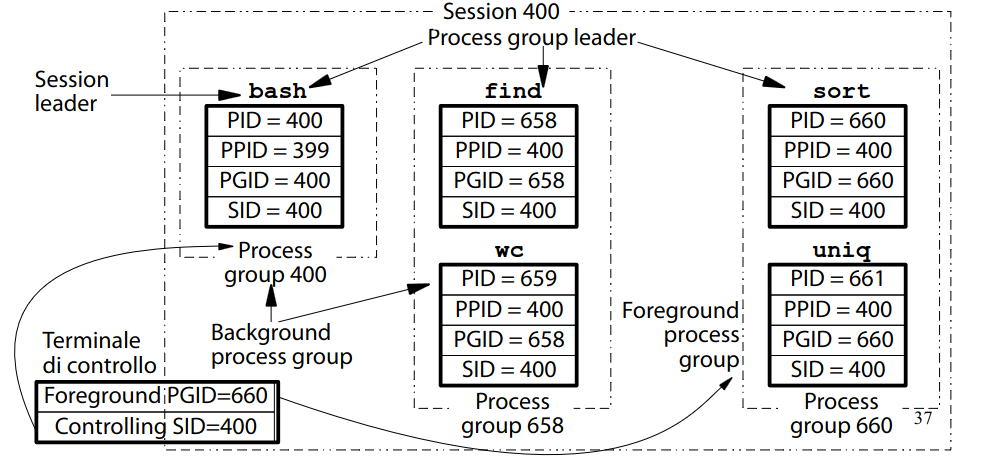 Session 400
Process group leader
Session
leader
bash
PID = 400
PPID = 399
PGID = 400
SID = 400
Process
group 400
find
PID = 658
PPID = 400
PGID = 658
SID = 400
wc
PID = 659
PPID = 400
PGID = 658
SID = 400
Process
group 658
sort
PID = 660
PPID = 400
PGID = 660
SID = 400
uniq
PID = 661
PPID = 400
PGID = 660
SID = 400
Process
group 660
Background
process group
Foreground
process
group
Terminale
di controllo
Foreground PGID=660
Controlling SID=400
37